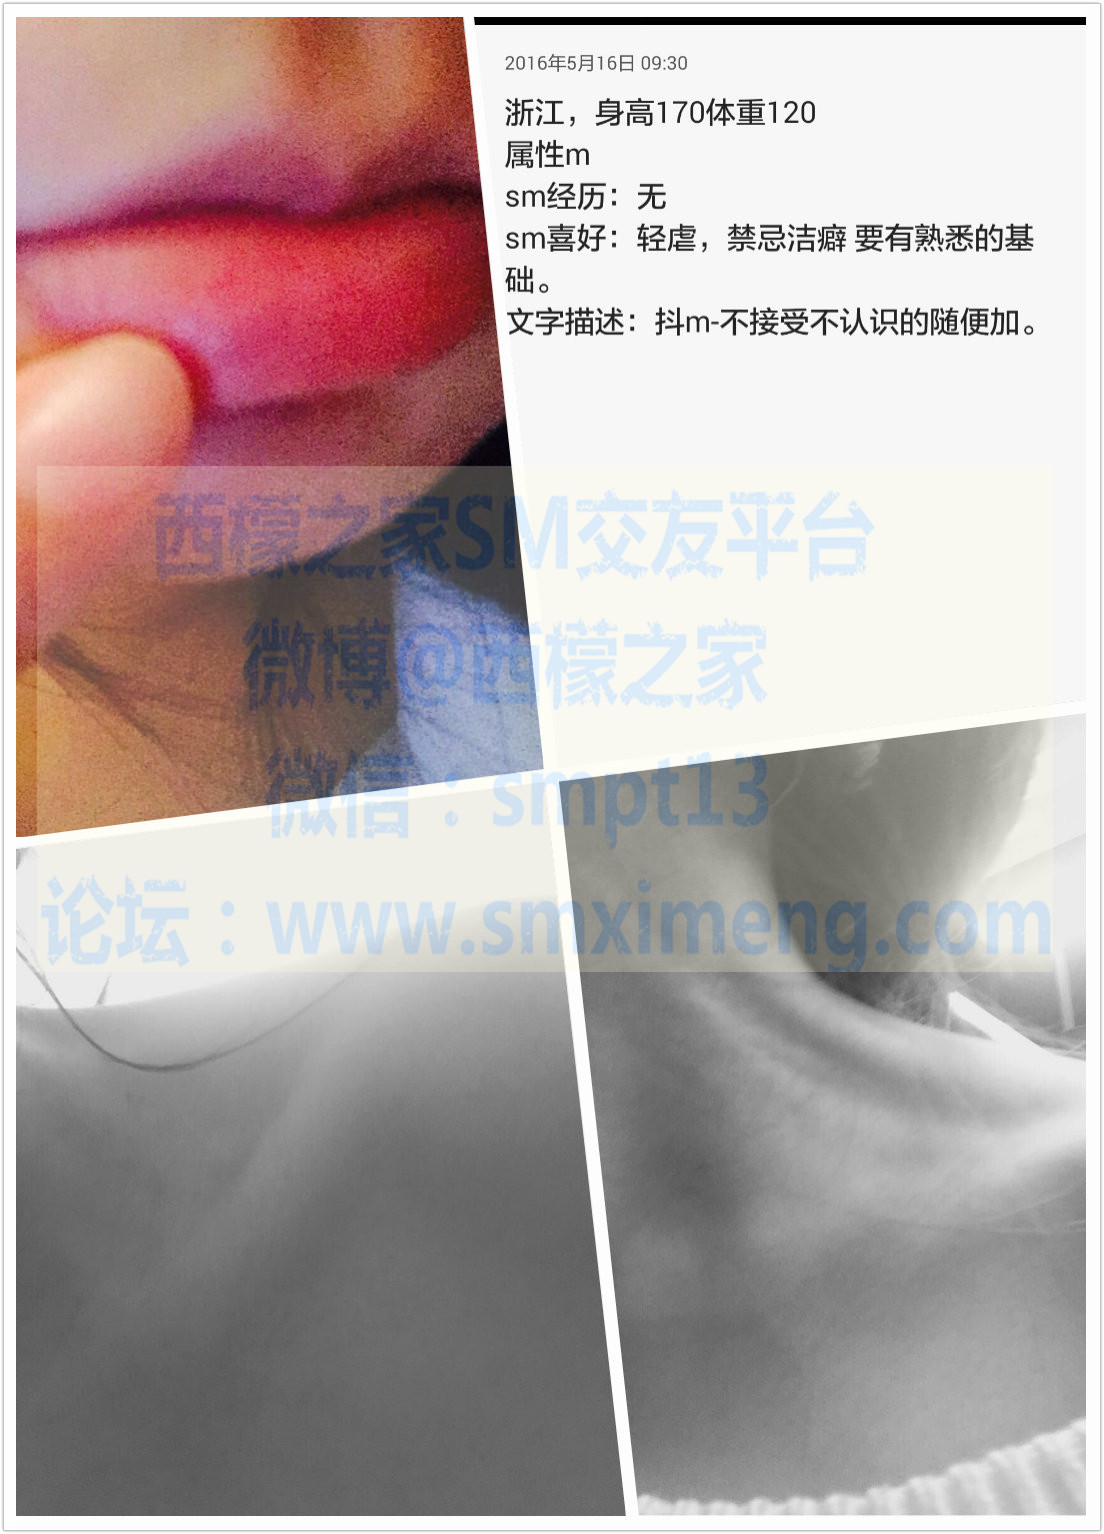 2016年5月16日 09:30
浙江，身高170体重120
属性m
sm经历：无
sm喜好：轻虐，禁忌洁癖 要有熟悉的基
础。
文字描述：抖m-不接受不认识的随便加。
西檬之家SM交友平台
微博@西檬之家
微信：smpt13
论坛：www.smximeng.com